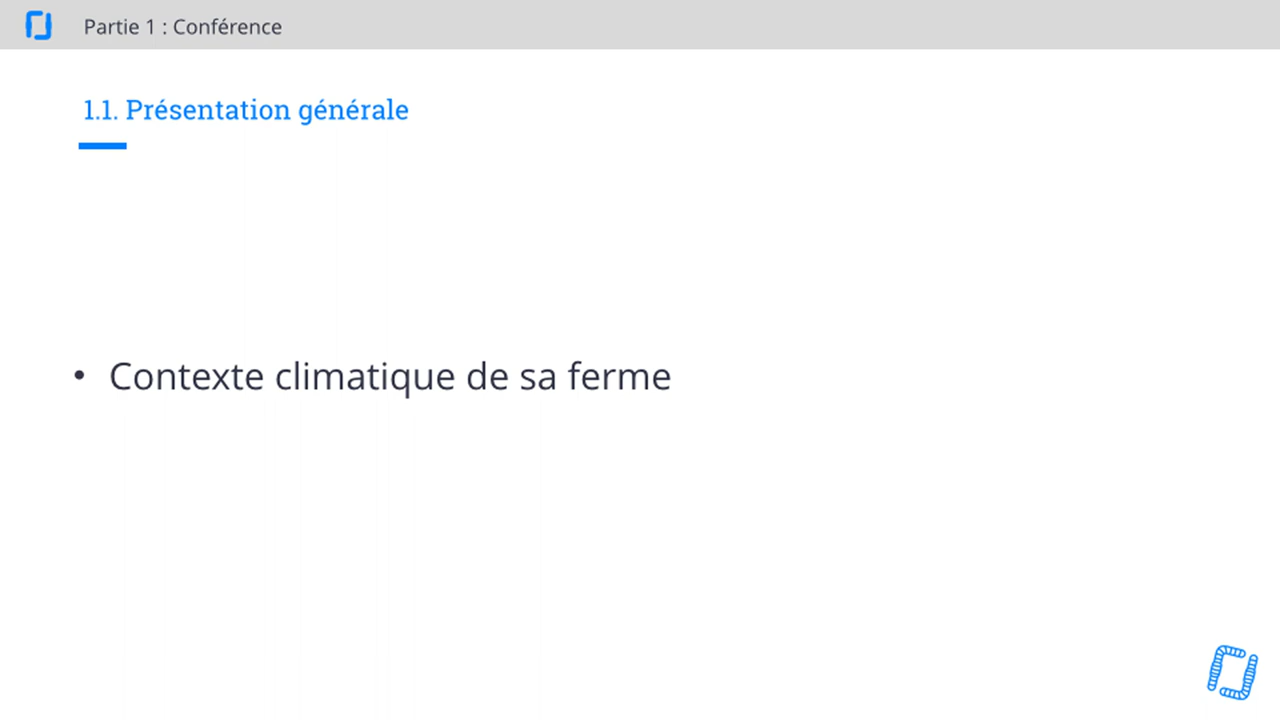 Partie 1 : Conférence
1.1. Présentation générale
• Contexte climatique de sa ferme